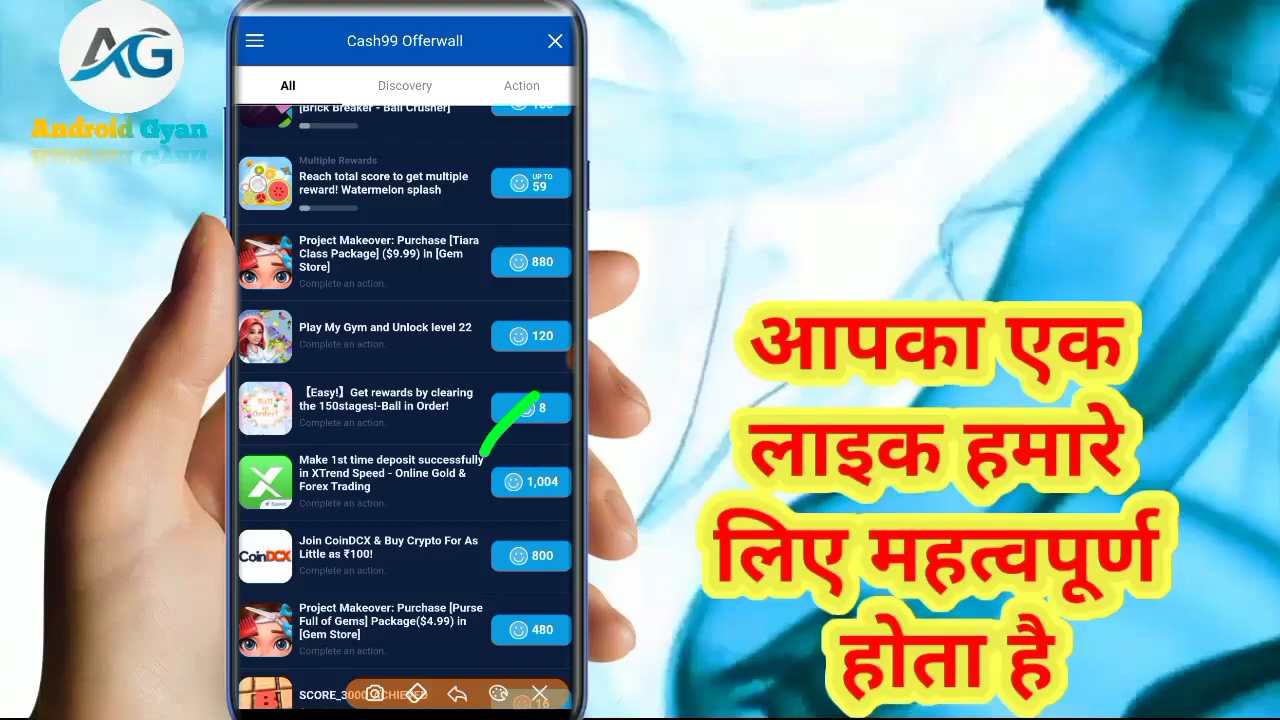 AG
Android Gyan
Cash99 Offerwall
All
Discovery
Action
[Brick Breaker - Ball Crusher]
Multiple Rewards
Reach total score to get multiple
reward! Watermelon splash
UP TO
59
Project Makeover: Purchase [Tiara
Class Package] ($9.99) in [Gem
Store]
Complete an action.
880
Play My Gym and Unlock level 22
Complete an action.
120
【Easy!】Get rewards by clearing
the 150stages!-Ball in Order!
Complete an action.
8
Make 1st time deposit successfully
in XTrend Speed - Online Gold &
Forex Trading
Complete an action.
1,004
Speed
Join CoinDCX & Buy Crypto For As
Little as ₹100!
Complete an action.
800
CoinDCX
Project Makeover: Purchase [Purse
Full of Gems] Package($4.99) in
[Gem Store]
Complete an action.
480
SCORE_3000 ACHIEVED
16
आपका एक
लाइक हमारे
लिए महत्वपूर्ण
होता है